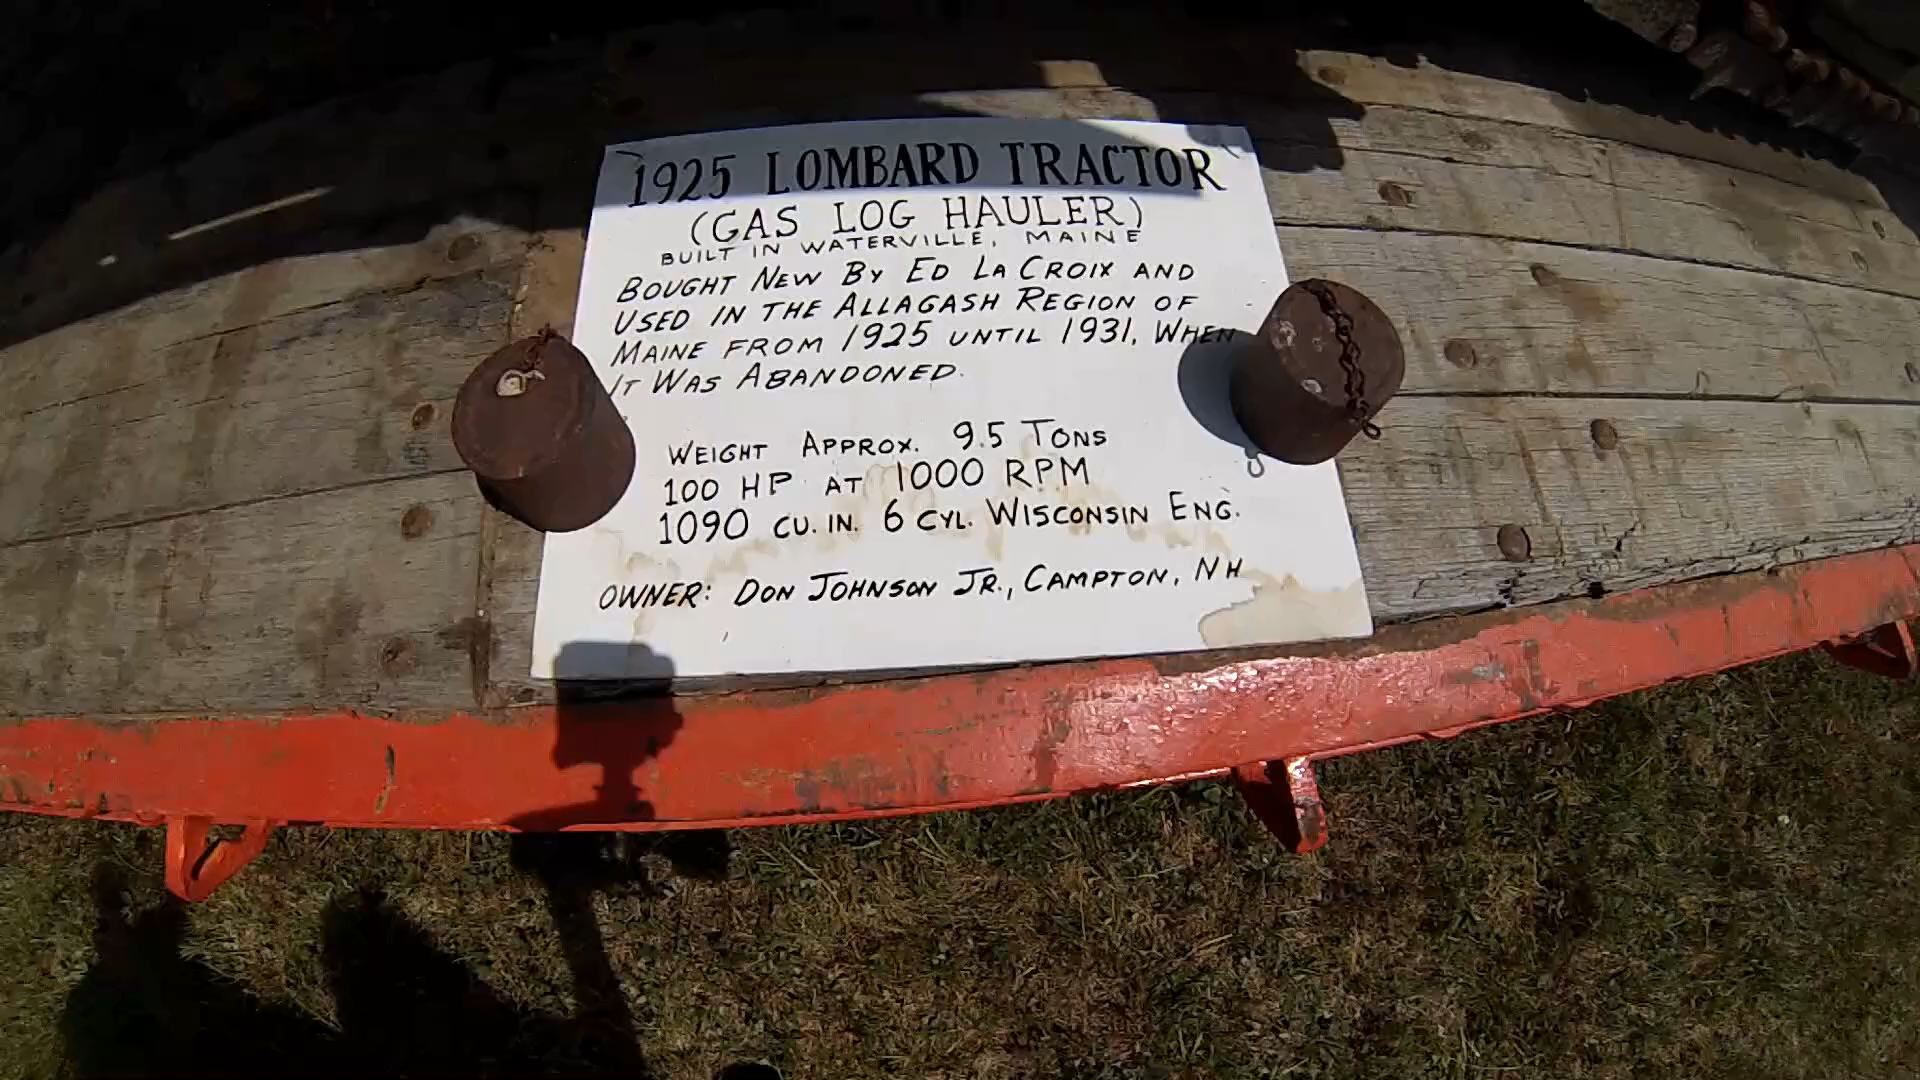 1925 LOMBARD TRACTOR
(GAS LOG HAULER)
BUILT IN WATERVILLE, MAINE
BOUGHT NEW BY ED LACROIX AND
USED IN THE ALLAGASH REGION OF
MAINE FROM 1925 UNTIL 1931, WHEN
IT WAS ABANDONED.
WEIGHT APPROX. 9.5 TONS
100 HP AT 1000 RPM
1090 CU. IN. 6 CYL. WISCONSIN ENG.
OWNER: DON JOHNSON JR., CAMPTON, NH